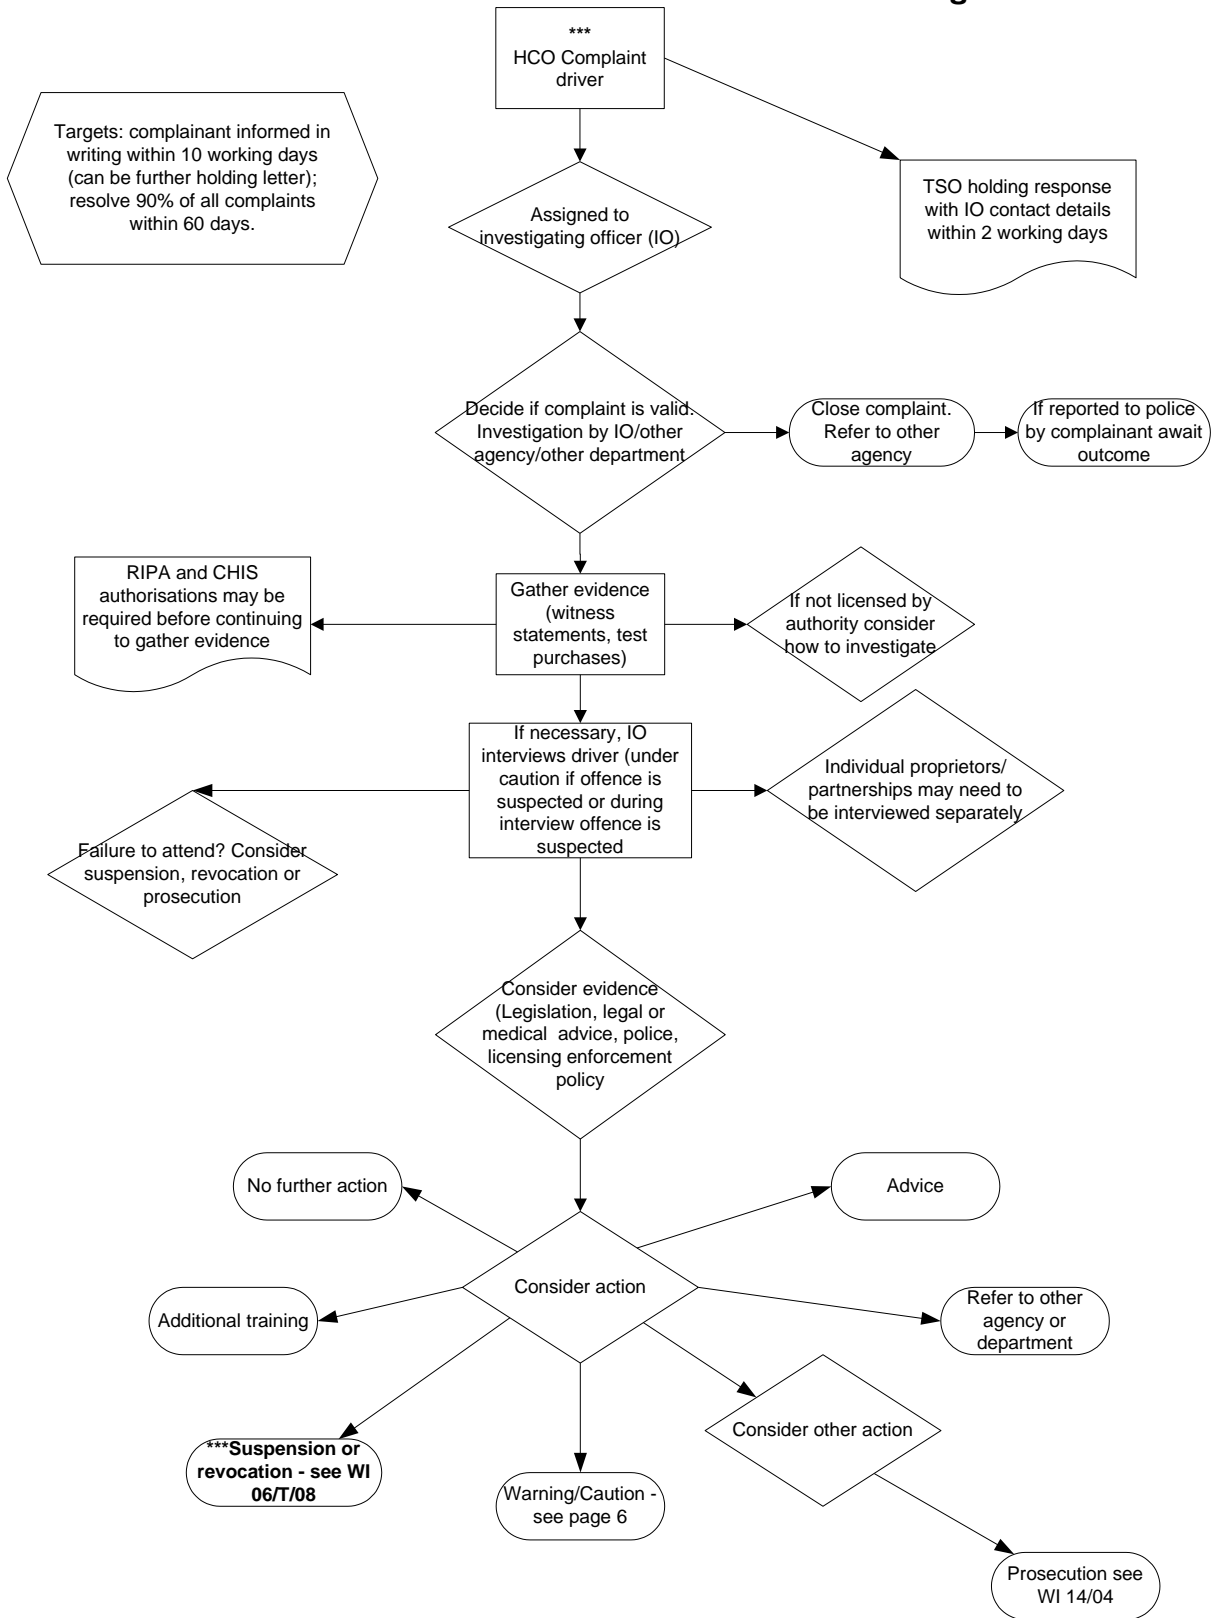 ***
HCO Complaint
driver
Targets: complainant informed in
writing within 10 working days
(can be further holding letter);
resolve 90% of all complaints
within 60 days.
TSO holding response
with IO contact details
within 2 working days
Assigned to
investigating officer (IO)
Decide if complaint is valid.
Investigation by IO/other
agency/other department
Close complaint.
Refer to other
agency
If reported to police
by complainant await
outcome
RIPA and CHIS
authorisations may be
required before continuing
to gather evidence
Gather evidence
(witness
statements, test
purchases)
If not licensed by
authority consider
how to investigate
If necessary, IO
interviews driver (under
caution if offence is
suspected or during
interview offence is
suspected
Individual proprietors/
partnerships may need to
be interviewed separately
Failure to attend? Consider
suspension, revocation or
prosecution
Consider evidence
(Legislation, legal or
medical advice, police,
licensing enforcement
policy
No further action
Advice
Consider action
Additional training
Refer to other
agency or
department
Consider other action
***Suspension or
revocation - see WI
06/T/08
Warning/Caution -
see page 6
Prosecution see
WI 14/04